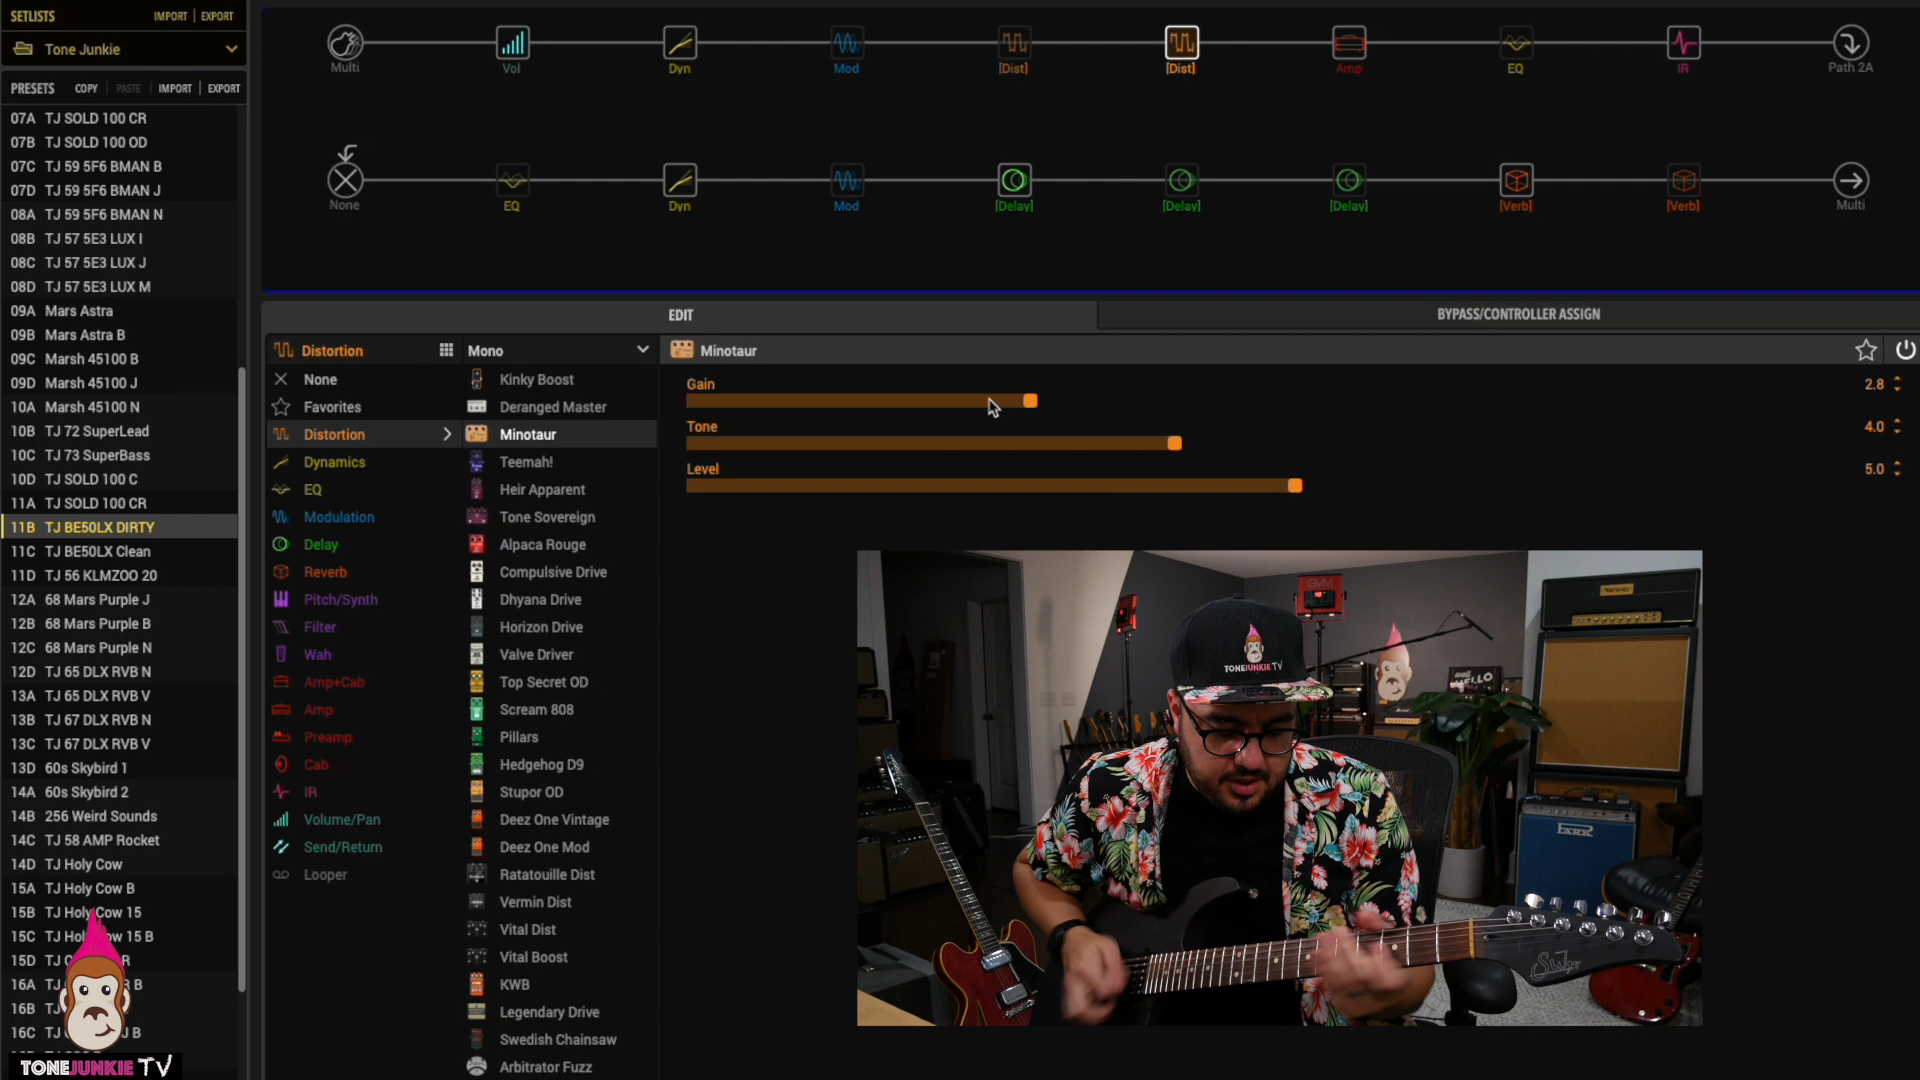 SETLISTS IMPORT EXPORT
Tone Junkie
PRESETS COPY PASTE IMPORT EXPORT
07A TJ SOLD 100 CR
07B TJ SOLD 100 OD
07C TJ 59 5F6 BMAN B
07D TJ 59 5F6 BMAN J
08A TJ 59 5F6 BMAN N
08B TJ 57 5E3 LUX I
08C TJ 57 5E3 LUX J
08D TJ 57 5E3 LUX M
09A Mars Astra
09B Mars Astra B
09C Marsh 45100 B
09D Marsh 45100 J
10A Marsh 45100 N
10B TJ 72 SuperLead
10C TJ 73 SuperBass
10D TJ SOLD 100 C
11A TJ SOLD 100 CR
11B TJ BE50LX DIRTY
11C TJ BE50LX Clean
11D TJ 56 KLMZOO 20
12A 68 Mars Purple J
12B 68 Mars Purple B
12C 68 Mars Purple N
12D TJ 65 DLX RVB N
13A TJ 65 DLX RVB V
13B TJ 67 DLX RVB N
13C TJ 67 DLX RVB V
13D 60s Skybird 1
14A 60s Skybird 2
14B 256 Weird Sounds
14C TJ 58 AMP Rocket
14D TJ Holy Cow
15A TJ Holy Cow B
15B TJ Holy Cow 15
15C 15 B
15D TJ
16A TJ B
16B
16C J B
TONEJUNKIE TV
Multi Vol Dyn Mod [Dist] [Dist] Amp EQ IR Path 2A
None EQ Dyn Mod [Delay] [Delay] [Delay] [Verb] [Verb] Multi
EDIT
BYPASS/CONTROLLER ASSIGN
Distortion
None
Favorites
Distortion
Dynamics
EQ
Modulation
Delay
Reverb
Pitch/Synth
Filter
Wah
Amp+Cab
Amp
Preamp
Cab
IR
Volume/Pan
Send/Return
Looper
Mono
Kinky Boost
Deranged Master
Minotaur
Teemah!
Heir Apparent
Tone Sovereign
Alpaca Rouge
Compulsive Drive
Dhyana Drive
Horizon Drive
Valve Driver
Top Secret OD
Scream 808
Pillars
Hedgehog D9
Stupor OD
Deez One Vintage
Deez One Mod
Ratatouille Dist
Vermin Dist
Vital Dist
Vital Boost
KWB
Legendary Drive
Swedish Chainsaw
Arbitrator Fuzz
Minotaur
Gain 2.8
Tone 4.0
Level 5.0
GVM
TONEJUNKIE TV
HELLO
PARK
Suhr